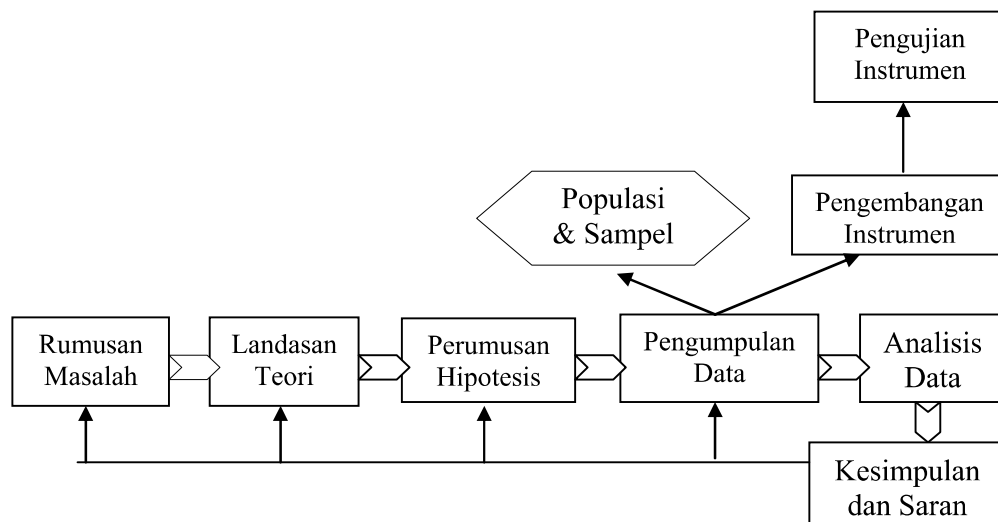 Pengujian
Instrumen
Populasi
& Sampel
Pengembangan
Instrumen
Rumusan
Masalah
Landasan
Teori
Perumusan
Hipotesis
Pengumpulan
Data
Analisis
Data
Kesimpulan
dan Saran